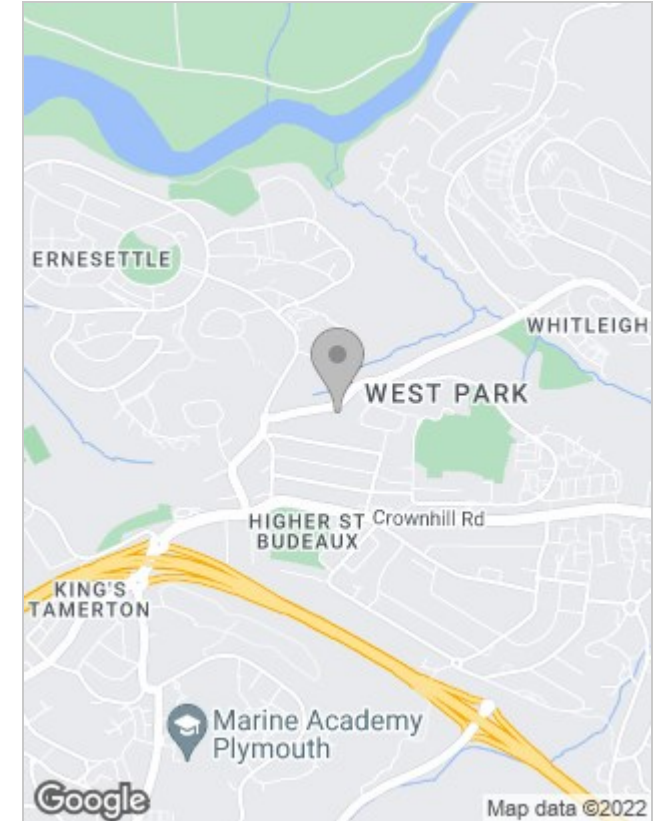 ERNESETTLE
WHITLEIGH
WEST PARK
HIGHER ST
BUDEAUX
Crownhill Rd
KING'S
TAMERTON
Marine Academy
Plymouth
Google
Map data ©2022